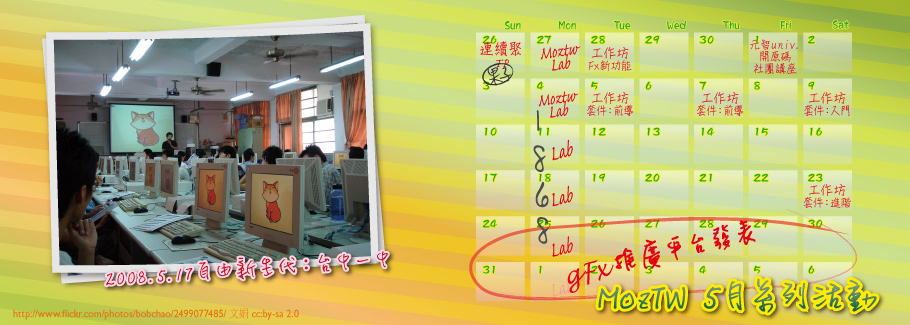 Sun Mon Tue Wed Thu Fri Sat
26 27 28 29 30 1 2
連續聚
Moztw
Lab
工作坊
Fx新功能
元智univ.
開原碼
社團講座
3 4 5 6 7 8 9
Moztw
Lab
工作坊
套件:前導
工作坊
套件:前導
工作坊
套件:入門
10 11 12 13 14 15 16
Lab
17 18 19 20 21 22 23
Lab
工作坊
套件:進階
24 25 26 27 28 29 30
Lab
31 1 2 3 4 5 6
1
8
6
8
gFx推廣平台發表
2008.5.17自由新生代:台中一中
MozTW 5月系列活動
http://www.flickr.com/photos/bobchao/2499077485/ 文娟 cc:by-sa 2.0